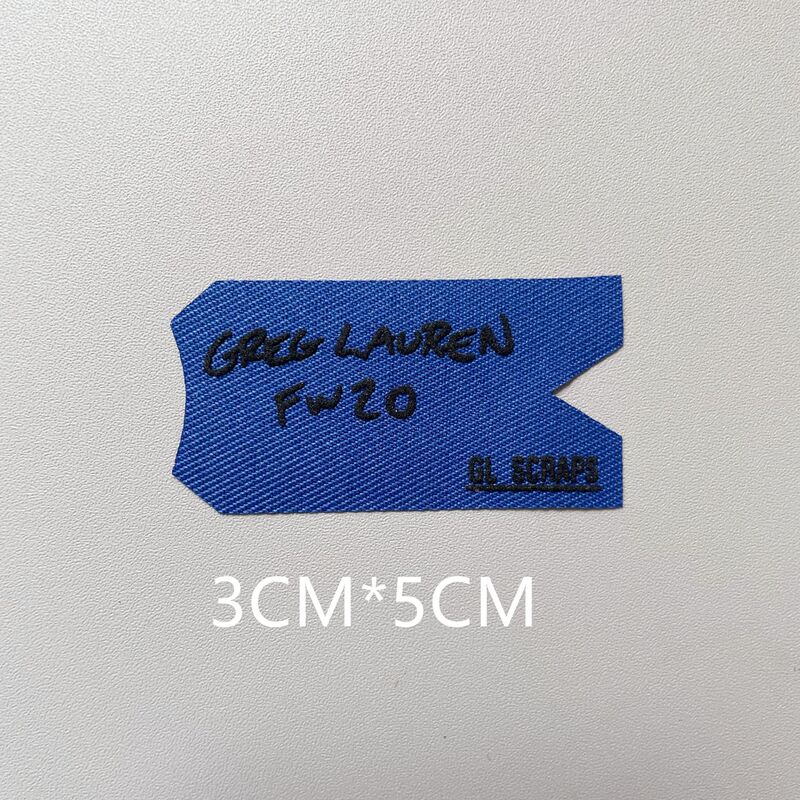 GREG LAUREN
FW20
GL SCRAPS
3CM*5CM